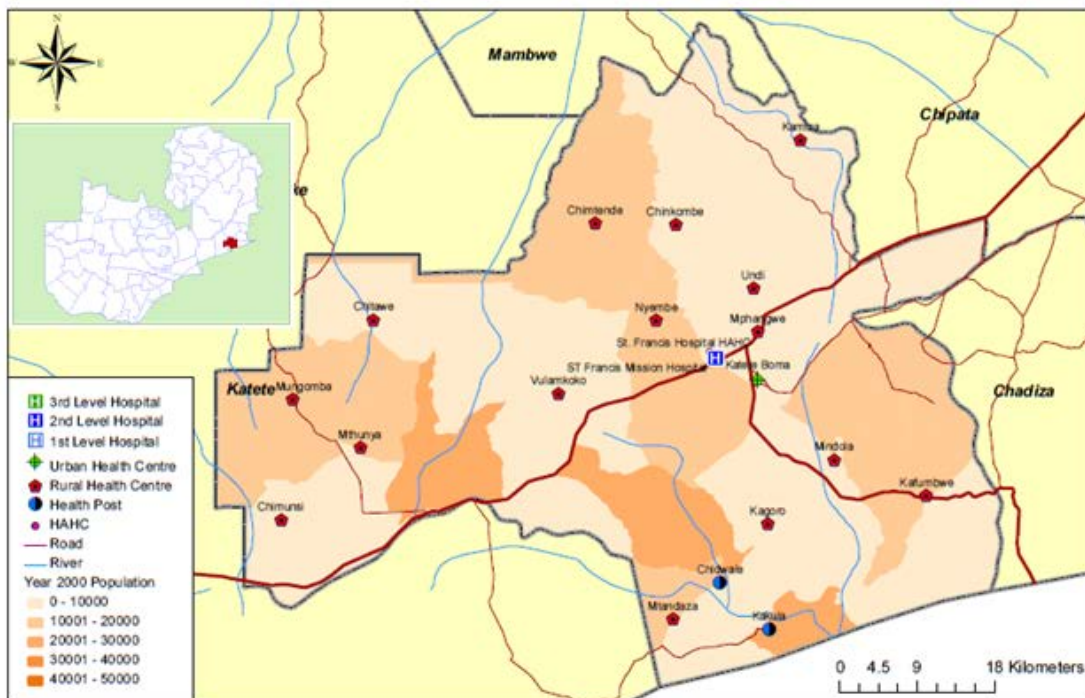 N
W
E
S
Mambwe
Chipata
ke
Chimtende
Chinkombe
Undi
Chitawe
Nyembe
Mphangwe
St. Francis Hospital HAHC
ST Francis Mission Hospital
Katete Boma
Katete
Mungomba
Vulamkoko
Chadiza
Mthunya
Mindola
Chimunsi
Kafumbwe
Kagoro
Chidwale
Mtandaza
3rd Level Hospital
2nd Level Hospital
1st Level Hospital
Urban Health Centre
Rural Health Centre
Health Post
HAHC
Road
River
Year 2000 Population
0 - 10000
10001 - 20000
20001 - 30000
30001 - 40000
40001 - 50000
0 4.5 9 18 Kilometers